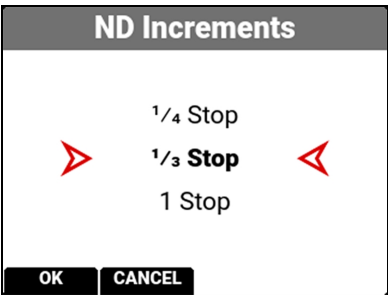 ND Increments
¹/₄ Stop
¹/₃ Stop
1 Stop
OK CANCEL